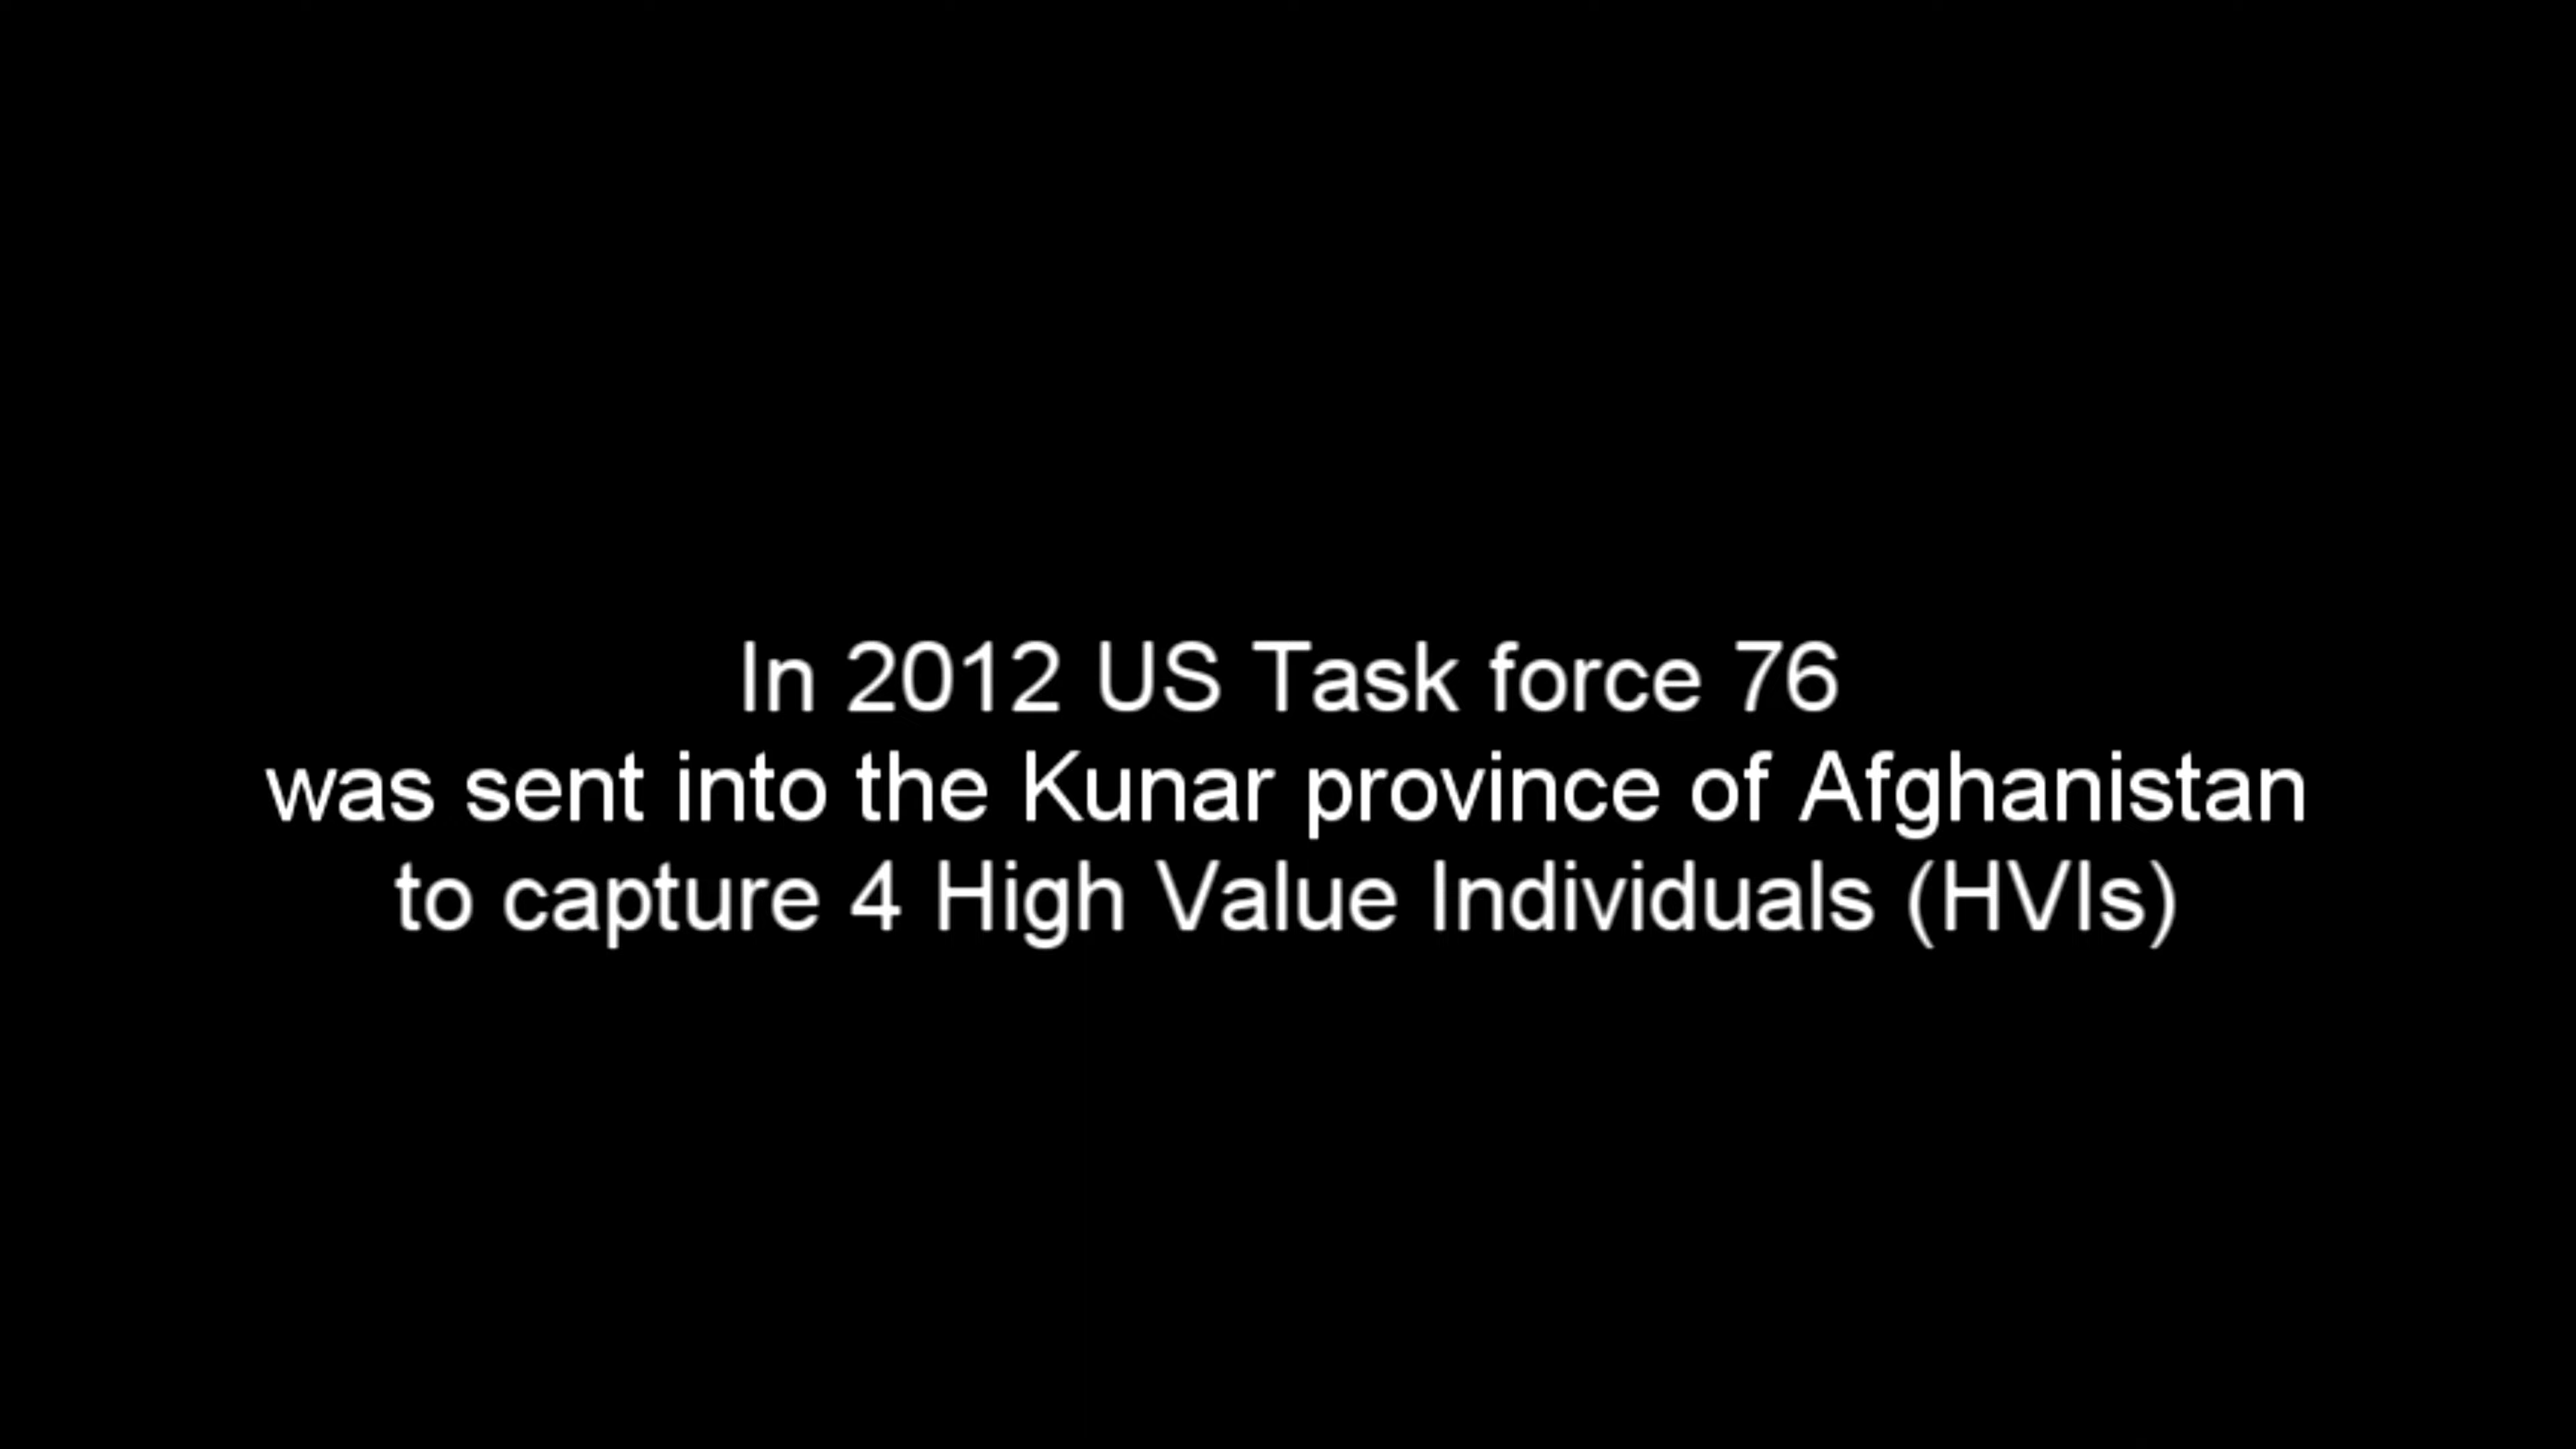 In 2012 US Task force 76
was sent into the Kunar province of Afghanistan
to capture 4 High Value Individuals (HVIs)